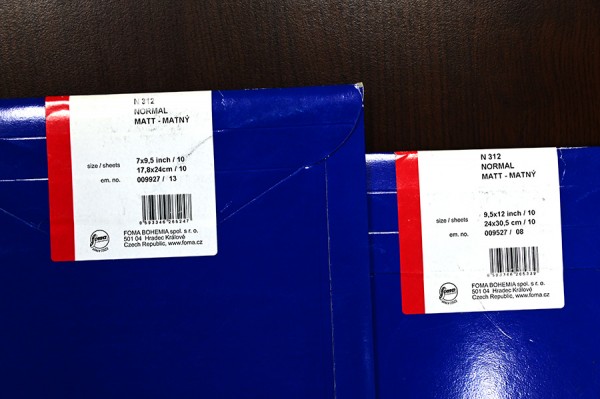 N 312
NORMAL
MATT - MATNÝ
size / sheets 7x9,5 inch / 10
17,8x24cm / 10
em. no. 009927 / 13
foma
FOMA BOHEMIA spol. s r. o.
501 04 Hradec Králové
Czech Republic, www.foma.cz
N 312
NORMAL
MATT - MATNÝ
size / sheets 9,5x12 inch / 10
24x30,5 cm / 10
em. no. 009527 / 08
foma
FOMA BOHEMIA spol. s r. o.
501 04 Hradec Králové
Czech Republic, www.foma.cz